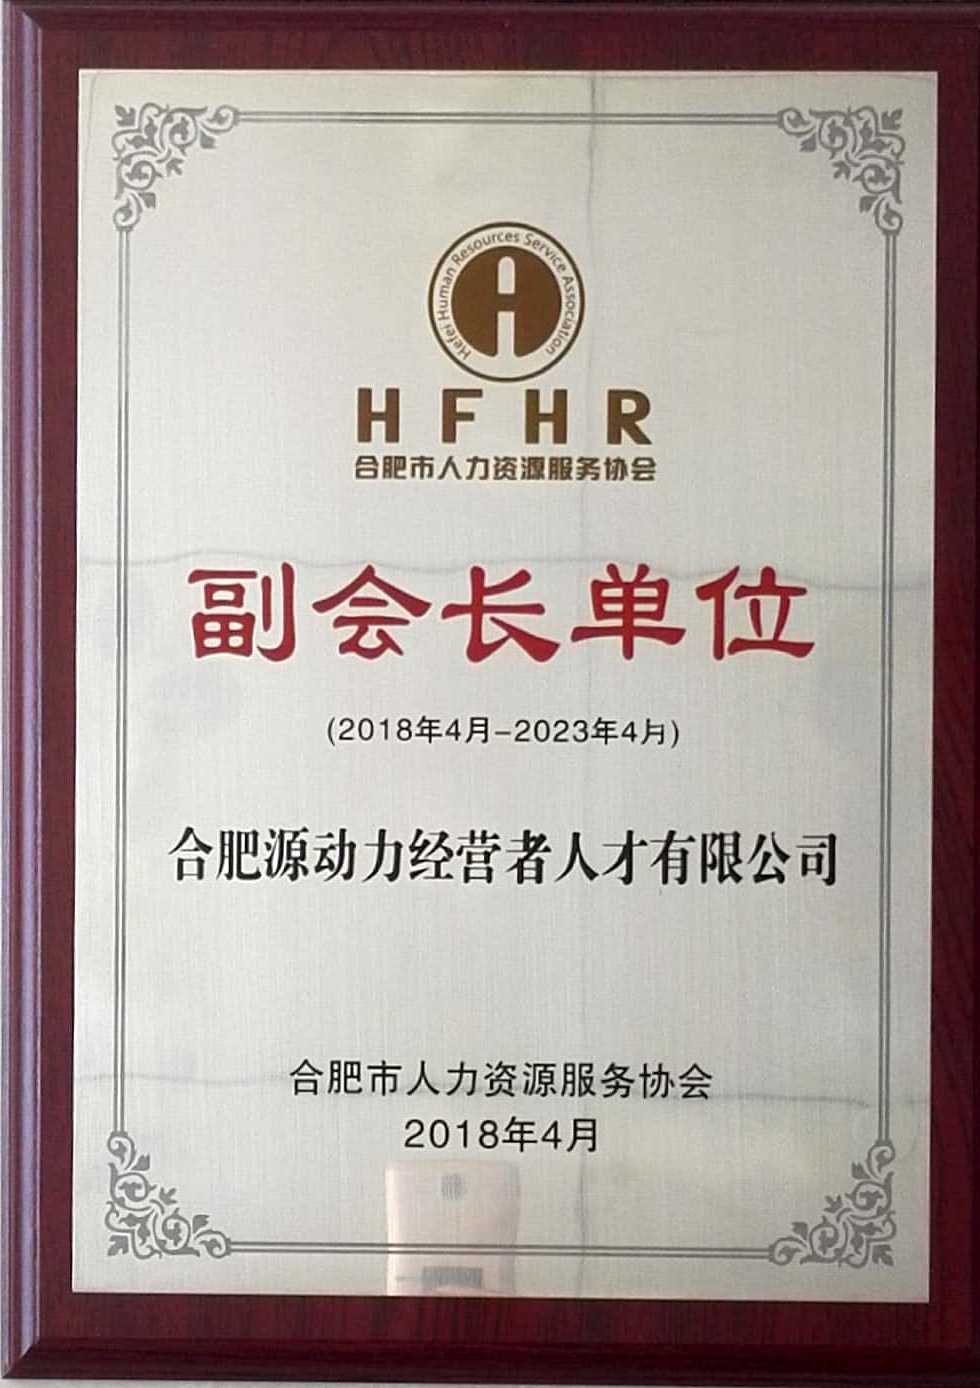 Hefei Human Resources Service Association
HFHR
合肥市人力资源服务协会
副会长单位
(2018年4月-2023年4月)
合肥源动力经营者人才有限公司
合肥市人力资源服务协会
2018年4月